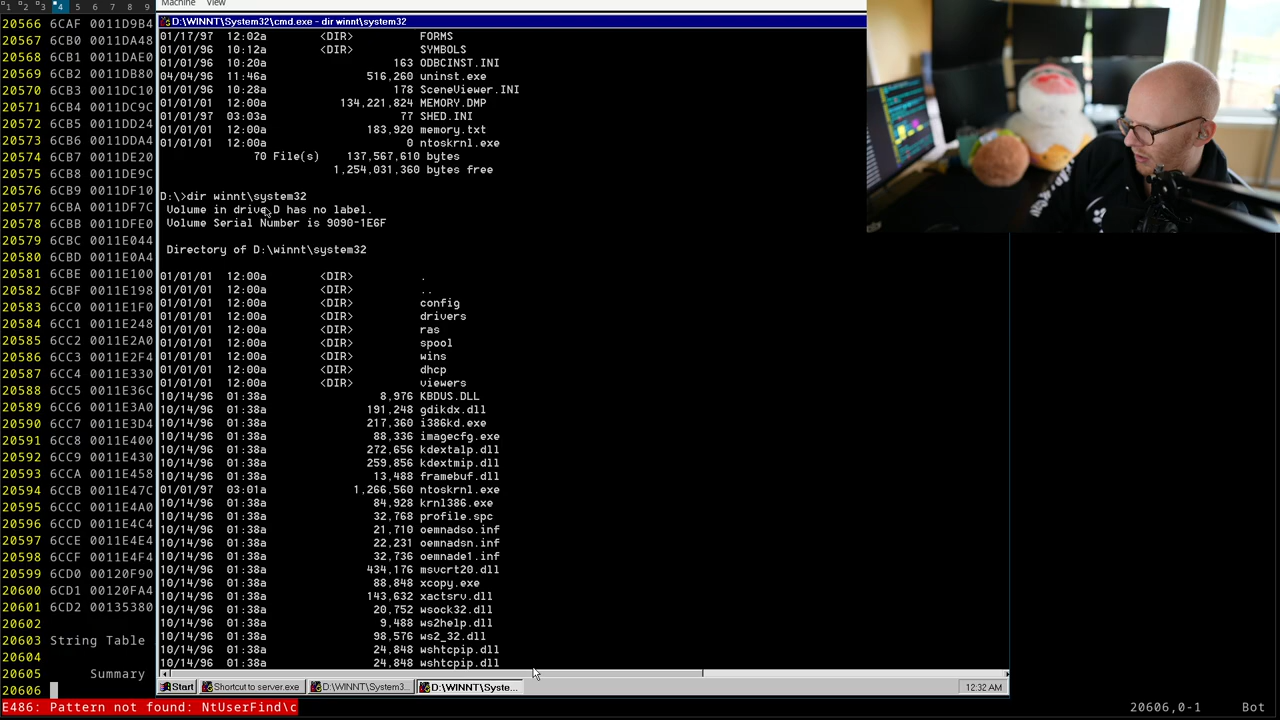 1 2 3 4 5 6 7 8 9
Machine View
D:\WINNT\System32\cmd.exe - dir winnt\system32
20566 6CAF 0011D9B4
20567 6CB0 0011DA48
20568 6CB1 0011DAE0
20569 6CB2 0011DB80
20570 6CB3 0011DC10
20571 6CB4 0011DC9C
20572 6CB5 0011DD24
20573 6CB6 0011DDA4
20574 6CB7 0011DE20
20575 6CB8 0011DE9C
20576 6CB9 0011DF10
20577 6CBA 0011DF7C
20578 6CBB 0011DFE0
20579 6CBC 0011E044
20580 6CBD 0011E0A4
20581 6CBE 0011E100
20582 6CBF 0011E198
20583 6CC0 0011E1F0
20584 6CC1 0011E248
20585 6CC2 0011E2A0
20586 6CC3 0011E2F4
20587 6CC4 0011E330
20588 6CC5 0011E36C
20589 6CC6 0011E3A0
20590 6CC7 0011E3D4
20591 6CC8 0011E400
20592 6CC9 0011E430
20593 6CCA 0011E458
20594 6CCB 0011E47C
20595 6CCC 0011E4A0
20596 6CCD 0011E4C4
20597 6CCE 0011E4E4
20598 6CCF 0011E4F4
20599 6CD0 00120F90
20600 6CD1 00120FA4
20601 6CD2 00135380
20602
20603 String Table
20604
20605 Summary
20606
01/17/97 12:02a <DIR> FORMS
01/01/96 10:12a <DIR> SYMBOLS
01/01/96 10:20a 163 ODBCINST.INI
04/04/96 11:46a 516,260 uninst.exe
01/01/96 10:28a 178 SceneViewer.INI
01/01/01 12:00a 134,221,824 MEMORY.DMP
01/01/97 03:03a 77 SHED.INI
01/01/01 12:00a 183,920 memory.txt
01/01/01 12:00a 0 ntoskrnl.exe
70 File(s) 137,567,610 bytes
1,254,031,360 bytes free
D:\>dir winnt\system32
Volume in drive D has no label.
Volume Serial Number is 9090-1E6F
Directory of D:\winnt\system32
01/01/01 12:00a <DIR> .
01/01/01 12:00a <DIR> ..
01/01/01 12:00a <DIR> config
01/01/01 12:00a <DIR> drivers
01/01/01 12:00a <DIR> ras
01/01/01 12:00a <DIR> spool
01/01/01 12:00a <DIR> wins
01/01/01 12:00a <DIR> dhcp
01/01/01 12:00a <DIR> viewers
10/14/96 01:38a 8,976 KBDUS.DLL
10/14/96 01:38a 191,248 gdikdx.dll
10/14/96 01:38a 217,360 i386kd.exe
10/14/96 01:38a 88,336 imagecfg.exe
10/14/96 01:38a 272,656 kdextalp.dll
10/14/96 01:38a 259,856 kdextmip.dll
10/14/96 01:38a 13,488 framebuf.dll
01/01/97 03:01a 1,266,560 ntoskrnl.exe
10/14/96 01:38a 84,928 krnl386.exe
10/14/96 01:38a 32,768 profile.spc
10/14/96 01:38a 21,710 oemnadso.inf
10/14/96 01:38a 22,231 oemnadsn.inf
10/14/96 01:38a 32,736 oemnade1.inf
10/14/96 01:38a 434,176 msvcrt20.dll
10/14/96 01:38a 88,848 xcopy.exe
10/14/96 01:38a 143,632 xactsrv.dll
10/14/96 01:38a 20,752 wsock32.dll
10/14/96 01:38a 9,488 ws2help.dll
10/14/96 01:38a 98,576 ws2_32.dll
10/14/96 01:38a 24,848 wshtcpip.dll
10/14/96 01:38a 24,848 wshtcpip.dll
Start Shortcut to server.exe D:\WINNT\System3... D:\WINNT\Syste... 12:32 AM
E486: Pattern not found: NtUserFind\c 20606,0-1 Bot